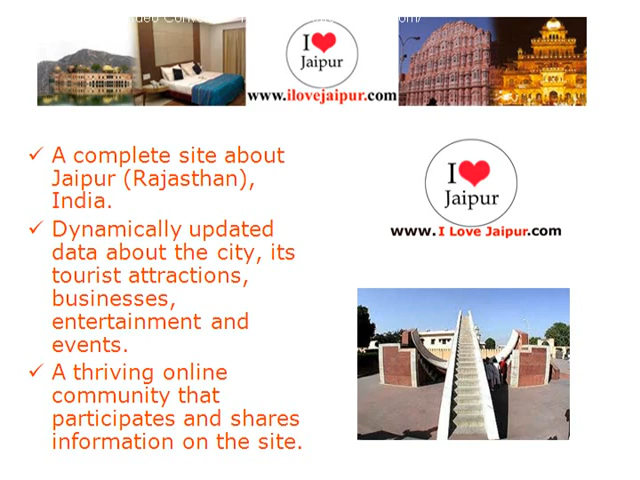 I
Jaipur
www.ilovejaipur.com
A complete site about
Jaipur (Rajasthan),
India.
Dynamically updated
data about the city, its
tourist attractions,
businesses,
entertainment and
events.
A thriving online
community that
participates and shares
information on the site.
I
Jaipur
www.I Love Jaipur.com